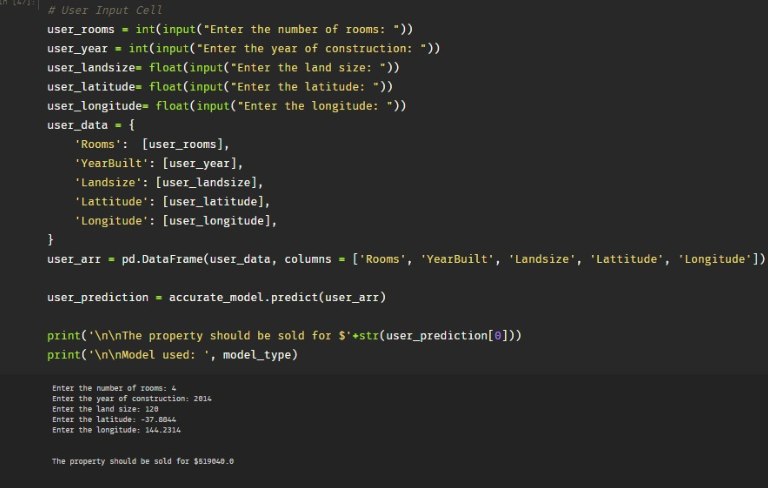 # User Input Cell
user_rooms = int(input("Enter the number of rooms: "))
user_year = int(input("Enter the year of construction: "))
user_landsize= float(input("Enter the land size: "))
user_latitude= float(input("Enter the latitude: "))
user_longitude= float(input("Enter the longitude: "))
user_data = {
    'Rooms':  [user_rooms],
    'YearBuilt': [user_year],
    'Landsize': [user_landsize],
    'Lattitude': [user_latitude],
    'Longitude': [user_longitude],
}
user_arr = pd.DataFrame(user_data, columns = ['Rooms', 'YearBuilt', 'Landsize', 'Lattitude', 'Longitude'])
user_prediction = accurate_model.predict(user_arr)
print('\n\nThe property should be sold for $'+str(user_prediction[0]))
print('\n\nModel used: ', model_type)
Enter the number of rooms: 4
Enter the year of construction: 2014
Enter the land size: 120
Enter the latitude: -37.8044
Enter the longitude: 144.2314
The property should be sold for $519040.0